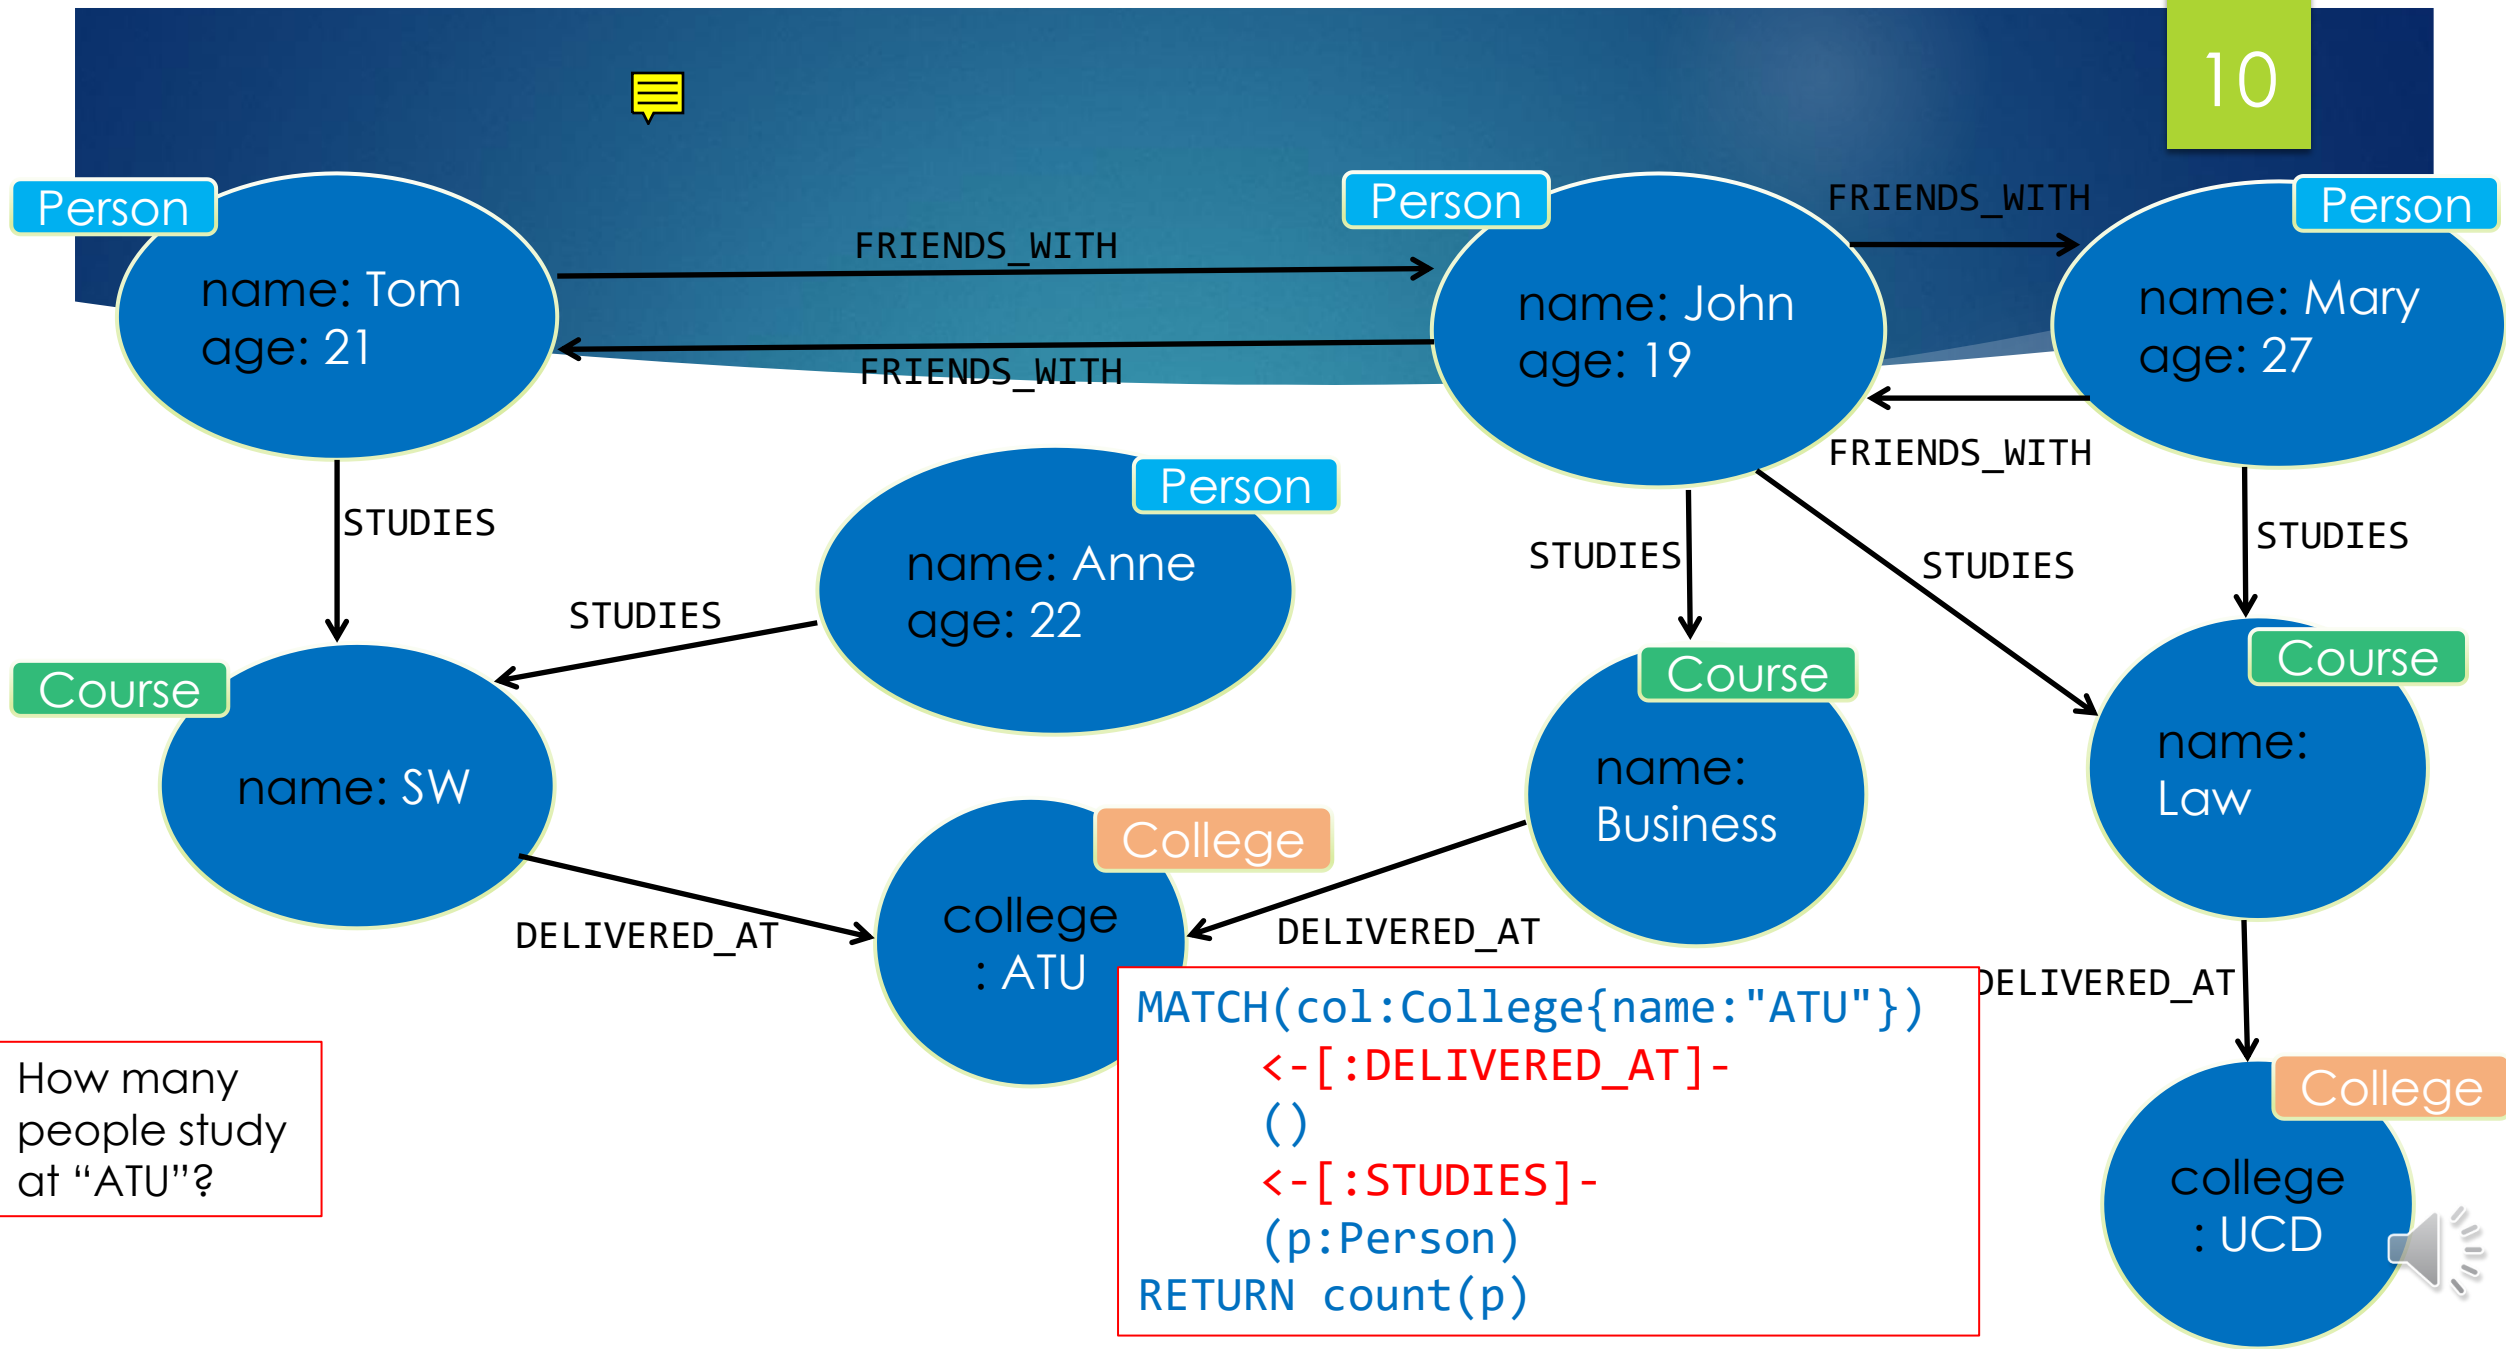 10
Person
name: Tom
age: 21
FRIENDS_WITH
FRIENDS_WITH
Person
name: John
age: 19
FRIENDS_WITH
FRIENDS_WITH
Person
name: Mary
age: 27
STUDIES
STUDIES
Person
name: Anne
age: 22
STUDIES
STUDIES
STUDIES
Course
name: SW
Course
name:
Business
Course
name:
Law
DELIVERED_AT
College
college
: ATU
DELIVERED_AT
DELIVERED_AT
How many
people study
at “ATU”?
MATCH(col:College{name:"ATU"})
<-[:DELIVERED_AT]-
()
<-[:STUDIES]-
(p:Person)
RETURN count(p)
College
college
: UCD